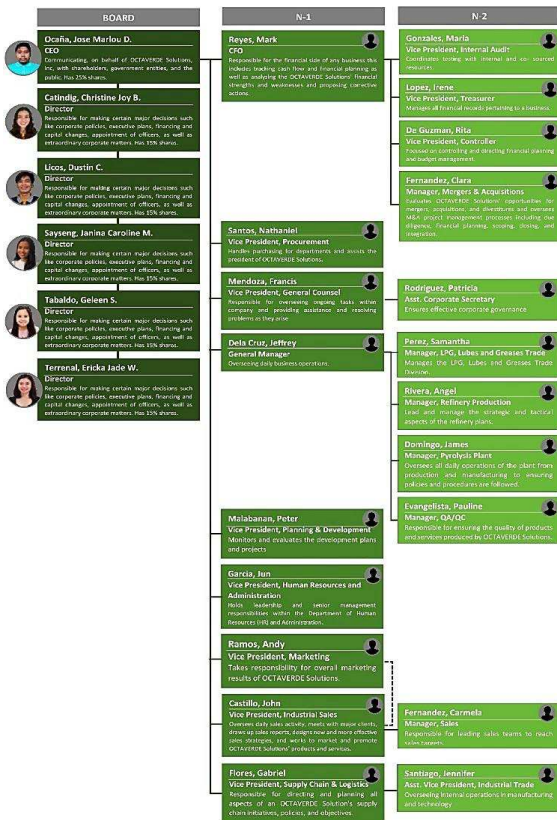 BOARD
Ocaña, Jose Marlou D.
CEO
Communicating, on behalf of OCTAVERDE Solutions,
Inc, with shareholders, government entities, and the
public. Has 25% shares.
Catindig, Christine Joy B.
Director
Responsible for making certain major decisions such
like corporate policies, executive plans, financing and
capital changes, appointment of officers, as well as
extraordinary corporate matters. Has 15% shares.
Licos, Dustin C.
Director
Responsible for making certain major decisions such
like corporate policies, executive plans, financing and
capital changes, appointment of officers, as well as
extraordinary corporate matters. Has 15% shares.
Sayseng, Janina Caroline M.
Director
Responsible for making certain major decisions such
like corporate policies, executive plans, financing and
capital changes, appointment of officers, as well as
extraordinary corporate matters. Has 15% shares.
Tabaldo, Geleen S.
Director
Responsible for making certain major decisions such
like corporate policies, executive plans, financing and
capital changes, appointment of officers, as well as
extraordinary corporate matters. Has 15% shares.
Terrenal, Ericka Jade W.
Director
Responsible for making certain major decisions such
like corporate policies, executive plans, financing and
capital changes, appointment of officers, as well as
extraordinary corporate matters. Has 15% shares.
N-1
Reyes, Mark
CFO
Responsible for the financial side of any business this
includes tracking cash flow and financial planning as
well as analyzing the OCTAVERDE Solutions' financial
strengths and weaknesses and proposing corrective
actions.
Santos, Nathaniel
Vice President, Procurement
Handles purchasing for departments and assists the
president of OCTAVERDE Solutions.
Mendoza, Francis
Vice President, General Counsel
Responsible for overseeing ongoing tasks within
company and providing assistance and resolving
problems as they arise
Dela Cruz, Jeffrey
General Manager
Overseeing daily business operations.
Malabanan, Peter
Vice President, Planning & Development
Monitors and evaluates the development plans
and projects
Garcia, Jun
Vice President, Human Resources and
Administration
Holds leadership and senior management
responsibilities within the Department of Human
Resources (HR) and Administration.
Ramos, Andy
Vice President, Marketing
Takes responsibility for overall marketing
results of OCTAVERDE Solutions.
Castillo, John
Vice President, Industrial Sales
Oversees daily sales activity, meets with major clients,
draws up sales reports, designs new and more effective
sales strategies, and works to market and promote
OCTAVERDE Solutions' products and services.
Flores, Gabriel
Vice President, Supply Chain & Logistics
Responsible for directing and planning all
aspects of an OCTAVERDE Solution's supply
chain initiatives, policies, and objectives.
N-2
Gonzales, Maria
Vice President, Internal Audit
Coordinates testing with internal and co- sourced
resources.
Lopez, Irene
Vice President, Treasurer
Manages all financial records pertaining to a business.
De Guzman, Rita
Vice President, Controller
Focused on controlling and directing financial planning
and budget management.
Fernandez, Clara
Manager, Mergers & Acquisitions
Evaluates OCTAVERDE Solutions' opportunities for
mergers, acquisitions, and divestitures and oversees
M&A project management processes including due
diligence, financial planning, scoping, closing, and
integration.
Rodriguez, Patricia
Asst. Corporate Secretary
Ensures effective corporate governance
Perez, Samantha
Manager, LPG, Lubes and Greases Trade
Manages the LPG, Lubes and Greases Trade
Division.
Rivera, Angel
Manager, Refinery Production
Lead and manage the strategic and tactical
aspects of the refinery plans.
Domingo, James
Manager, Pyrolysis Plant
Oversees all daily operations of the plant from
production and manufacturing to ensuring
policies and procedures are followed.
Evangelista, Pauline
Manager, QA/QC
Responsible for ensuring the quality of products
and services produced by OCTAVERDE Solutions.
Fernandez, Carmela
Manager, Sales
Responsible for leading sales teams to reach
sales targets.
Santiago, Jennifer
Asst. Vice President, Industrial Trade
Overseeing internal operations in manufacturing
and technology